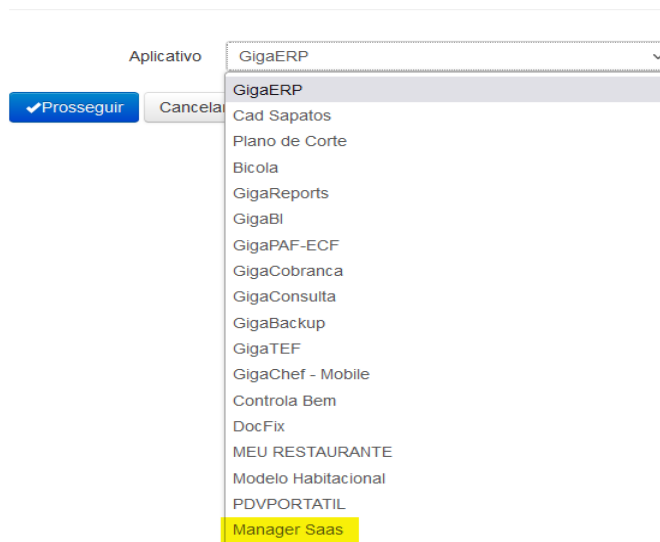 Aplicativo GigaERP
GigaERP
Prosseguir Cancela
Cad Sapatos
Plano de Corte
Bicola
GigaReports
GigaBI
GigaPAF-ECF
GigaCobranca
GigaConsulta
GigaBackup
GigaTEF
GigaChef - Mobile
Controla Bem
DocFix
MEU RESTAURANTE
Modelo Habitacional
PDVPORTATIL
Manager Saas